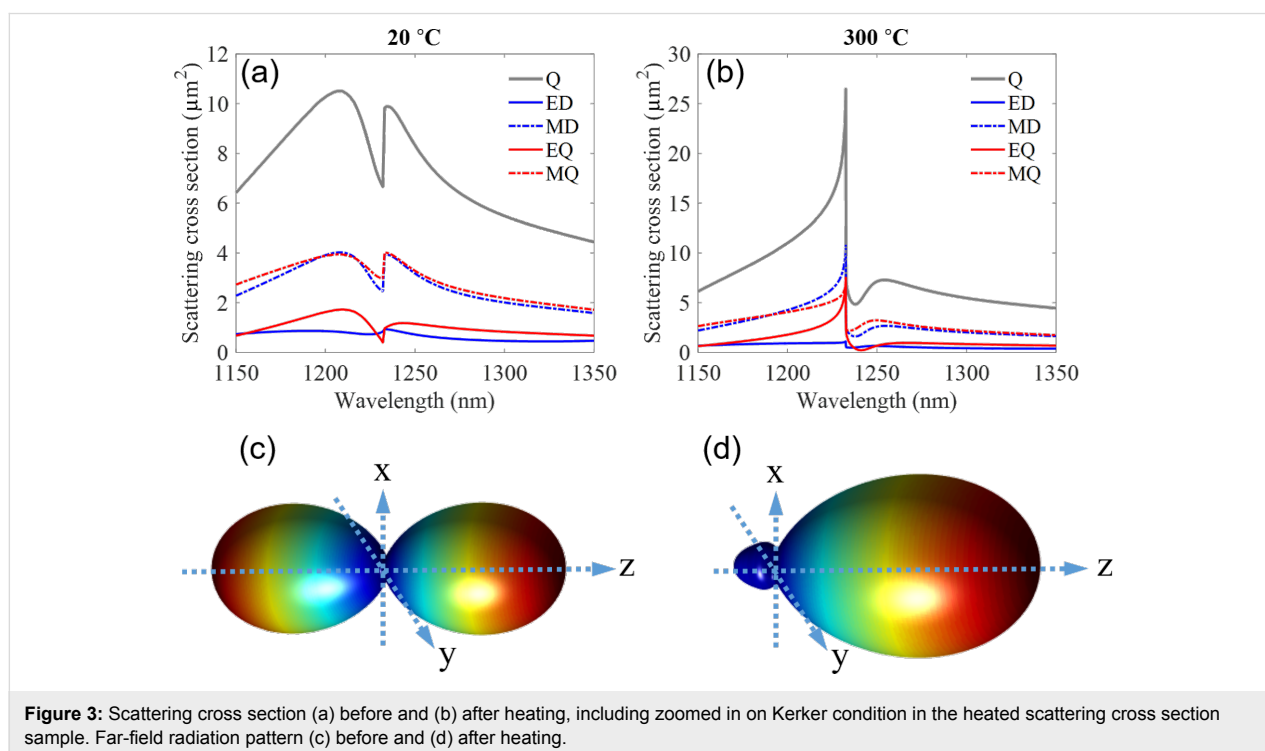 20 °C
(a)
Scattering cross section (μm²)
12
10
8
6
4
2
0
Q
ED
MD
EQ
MQ
1150 1200 1250 1300 1350
Wavelength (nm)
300 °C
(b)
Scattering cross section (μm²)
30
25
20
15
10
5
0
Q
ED
MD
EQ
MQ
1150 1200 1250 1300 1350
Wavelength (nm)
(c)
x
z
y
(d)
x
z
y
Figure 3: Scattering cross section (a) before and (b) after heating, including zoomed in on Kerker condition in the heated scattering cross section
sample. Far-field radiation pattern (c) before and (d) after heating.